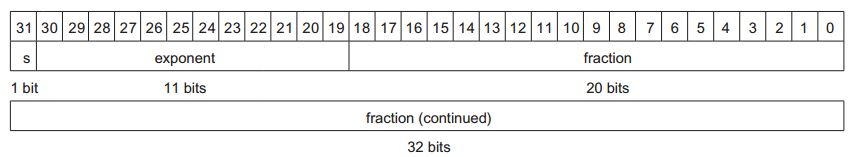 31 30 29 28 27 26 25 24 23 22 21 20 19 18 17 16 15 14 13 12 11 10 9 8 7 6 5 4 3 2 1 0
s exponent fraction
1 bit 11 bits 20 bits
fraction (continued)
32 bits